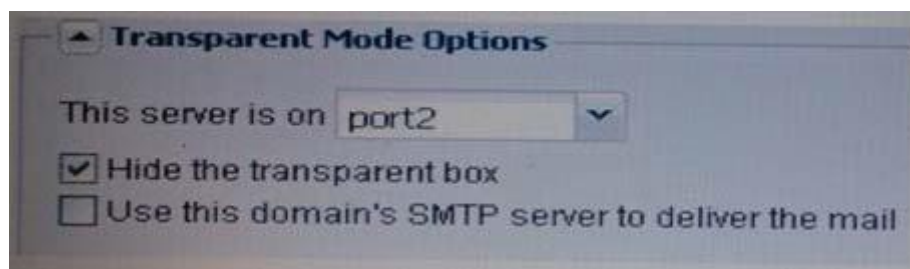 Transparent Mode Options
This server is on port2
Hide the transparent box
Use this domain's SMTP server to deliver the mail